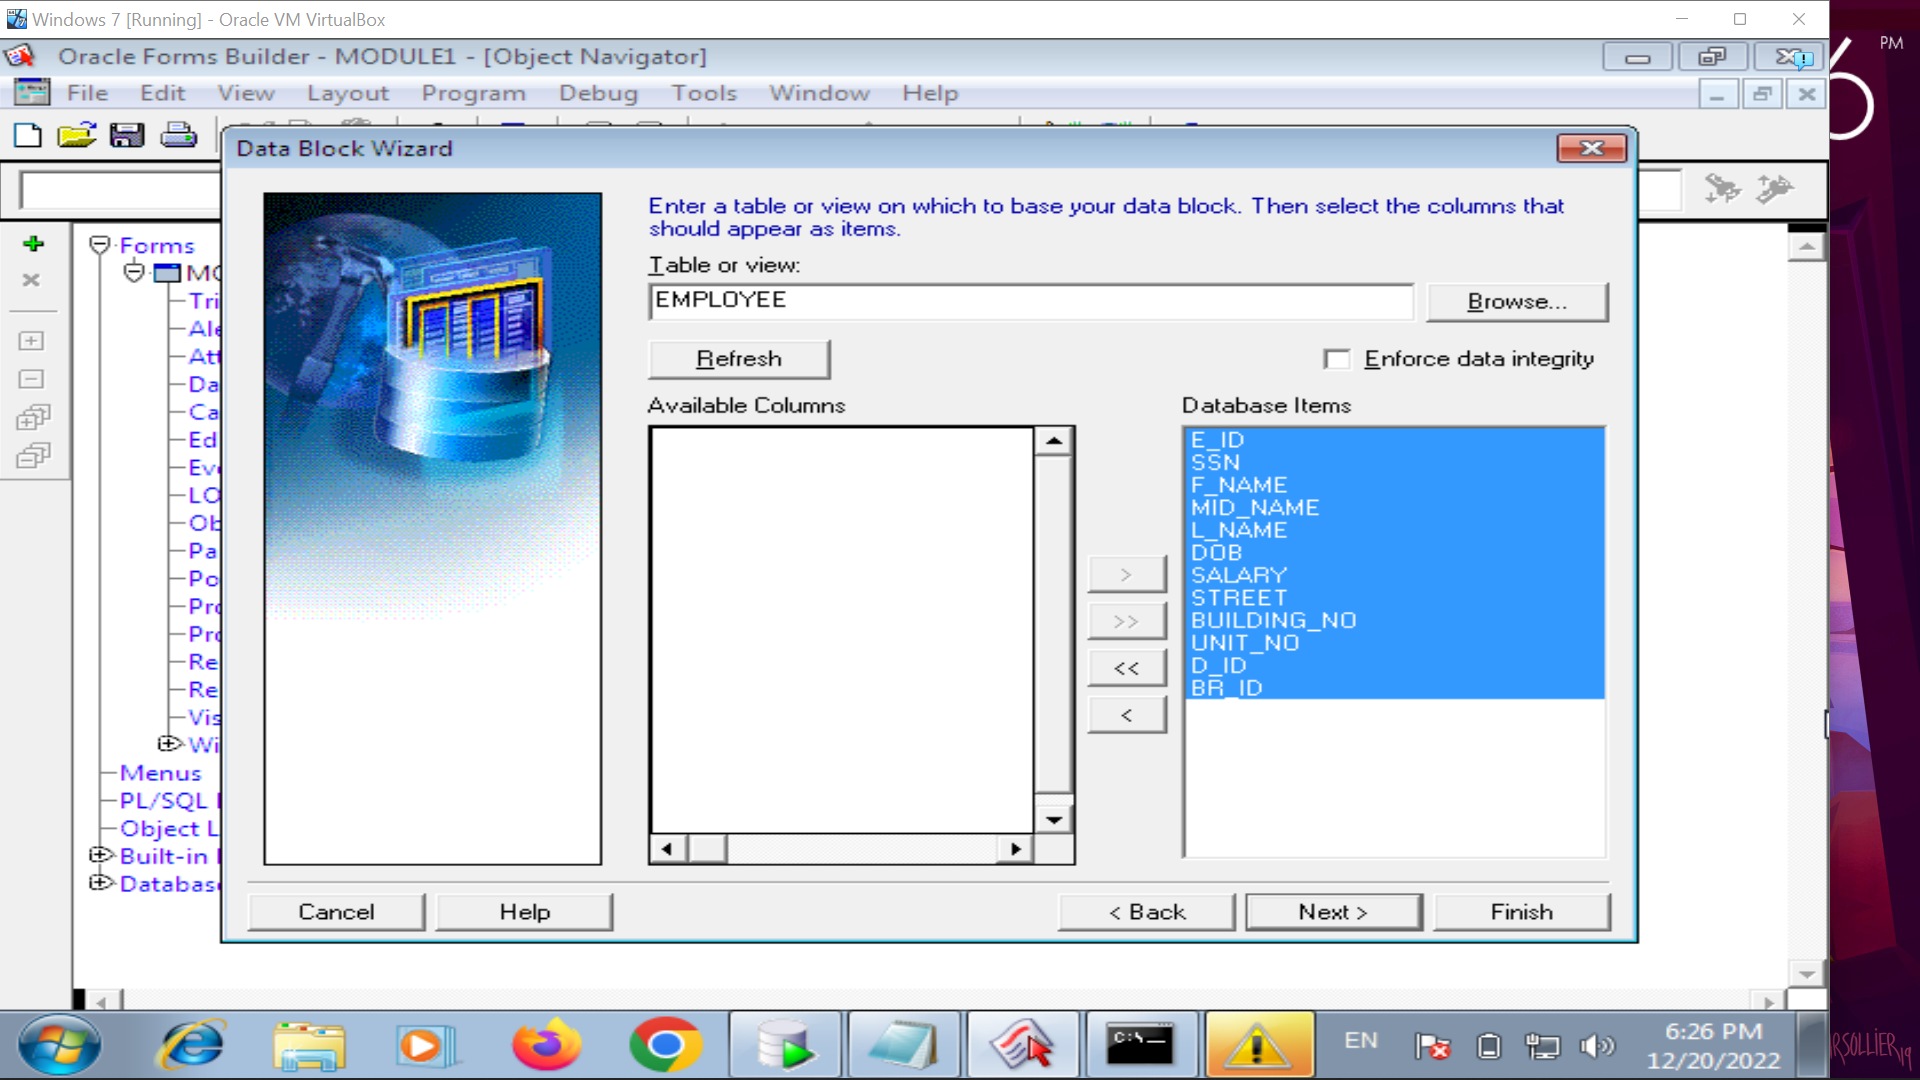 Windows 7 [Running] - Oracle VM VirtualBox
PM
Oracle Forms Builder - MODULE1 - [Object Navigator]
File Edit View Layout Program Debug Tools Window Help
Data Block Wizard
Enter a table or view on which to base your data block. Then select the columns that
should appear as items.
Table or view:
EMPLOYEE
Browse...
Refresh
Enforce data integrity
Available Columns
Database Items
E_ID
SSN
F_NAME
MID_NAME
L_NAME
DOB
SALARY
STREET
BUILDING_NO
UNIT_NO
D_ID
BR_ID
>
>>
<<
<
Cancel
Help
< Back
Next >
Finish
Forms
MO
Tri
Ale
Att
Da
Ca
Ed
Eve
LO
Ob
Pa
Po
Pro
Pro
Re
Re
Vis
Wi
Menus
PL/SQL
Object L
Built-in
Database
C:\_
EN
6:26 PM
12/20/2022